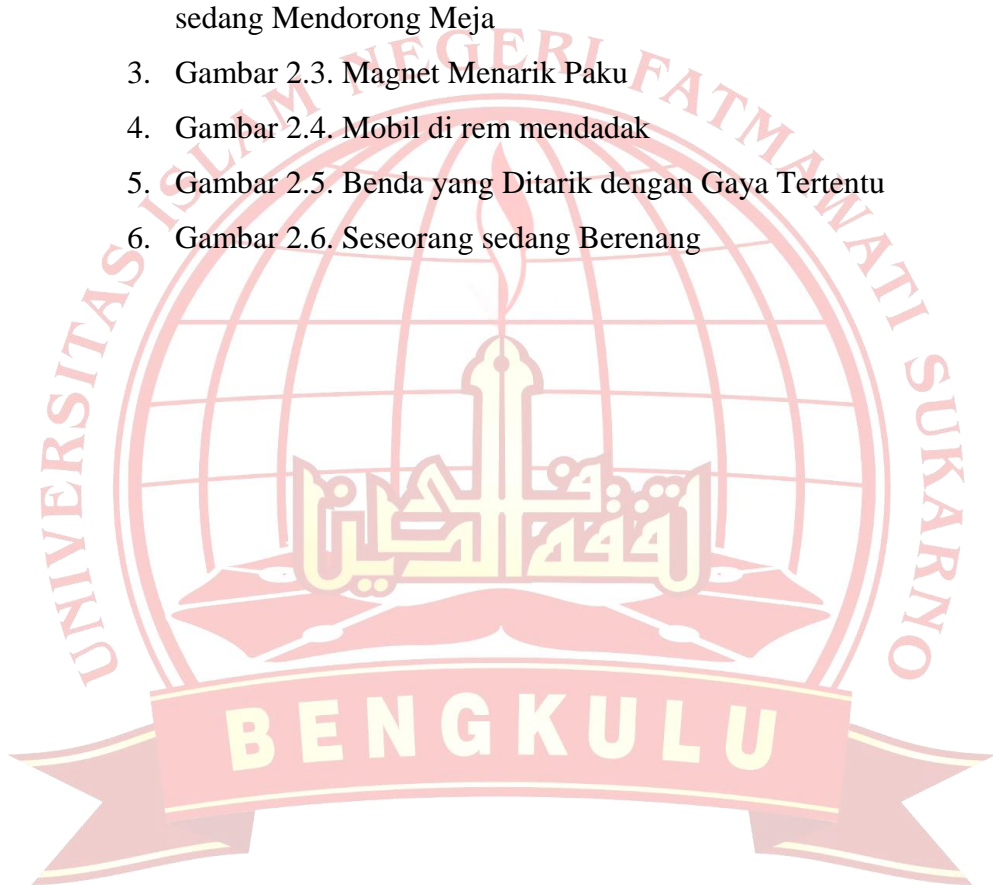 sedang Mendorong Meja
3. Gambar 2.3. Magnet Menarik Paku
4. Gambar 2.4. Mobil di rem mendadak
5. Gambar 2.5. Benda yang Ditarik dengan Gaya Tertentu
6. Gambar 2.6. Seseorang sedang Berenang
UNIVERSITAS ISLAM NEGERI FATMAWATI SUKARNO
BENGKULU